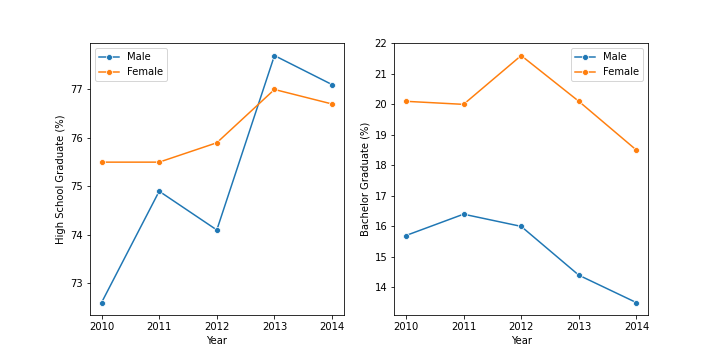 Male
Female
77
76
75
74
73
High School Graduate (%)
2010 2011 2012 2013 2014
Year
Male
Female
22
21
20
19
18
17
16
15
14
Bachelor Graduate (%)
2010 2011 2012 2013 2014
Year